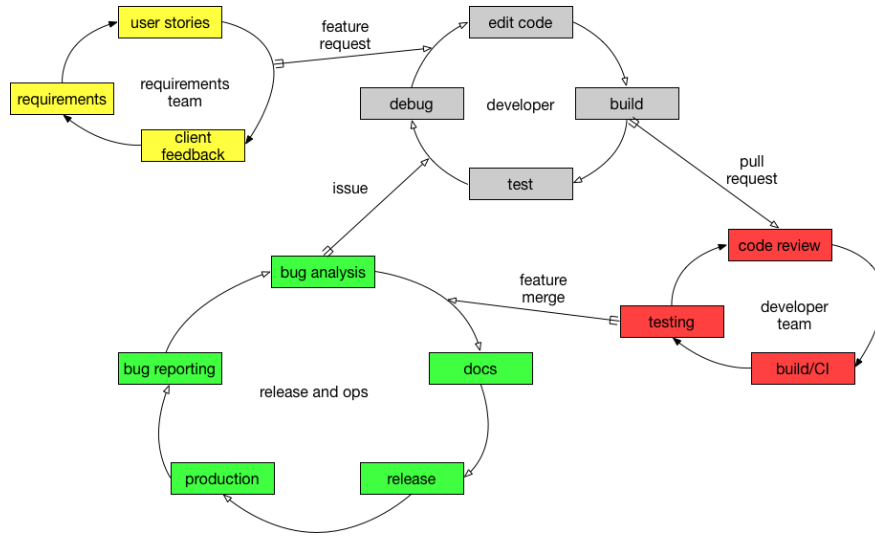 user stories
feature
request
edit code
requirements
requirements
team
debug
developer
build
client
feedback
pull
request
issue
test
bug analysis
code review
feature
merge
testing
developer
team
bug reporting
docs
build/CI
release and ops
production
release